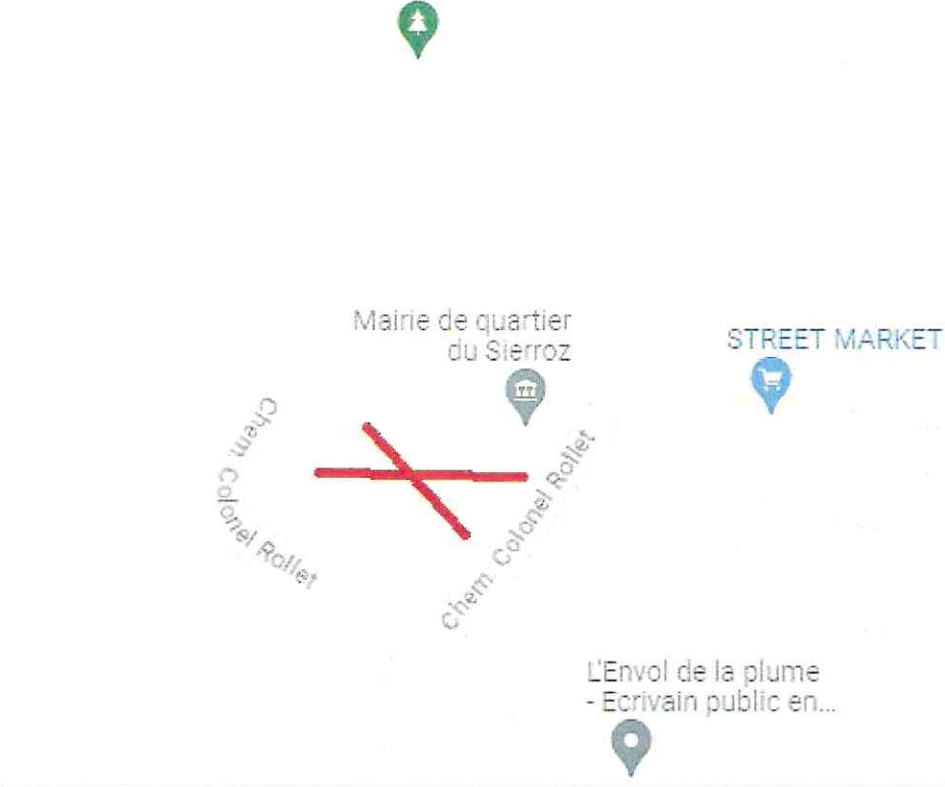 Mairie de quartier
du Sierroz
STREET MARKET
Chem. Colonel Rollet
Chem. Colonel Rollet
L'Envol de la plume
- Ecrivain public en...